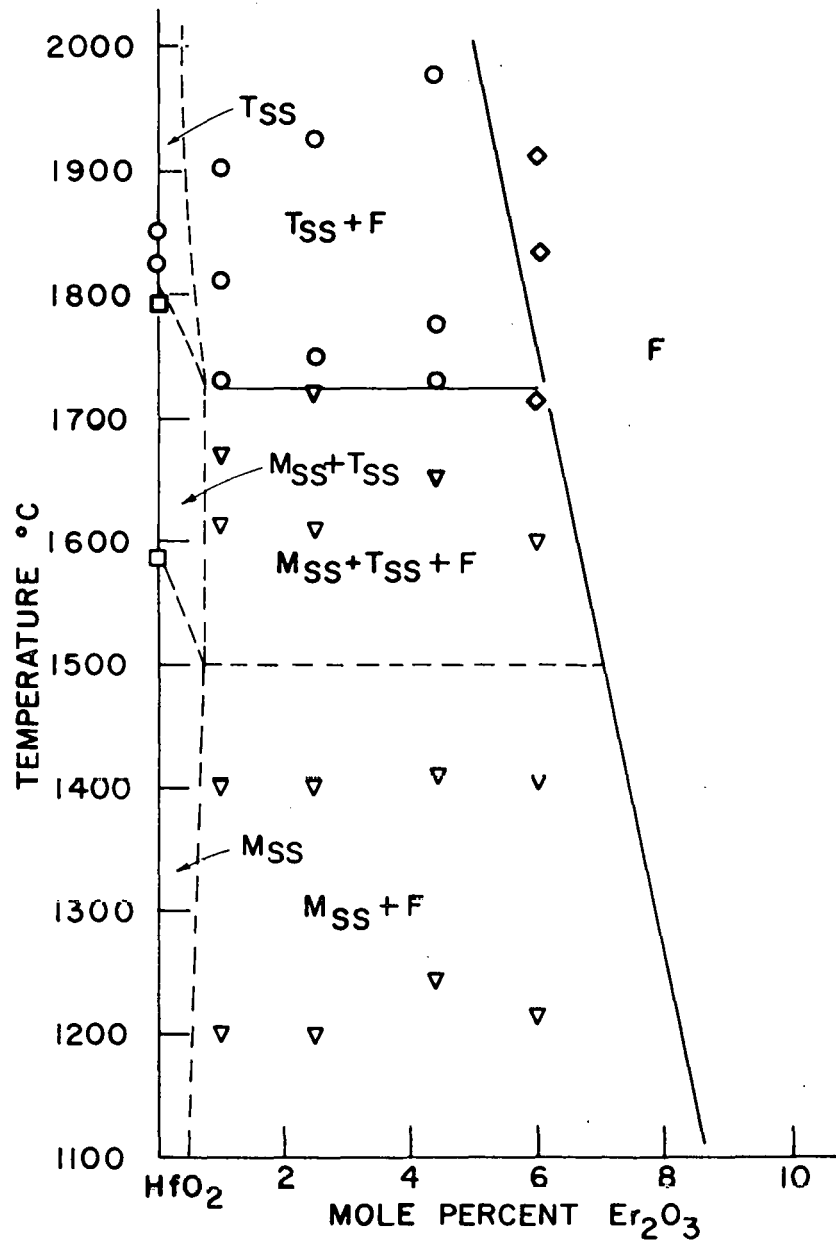 2000
TSS
1900
TSS + F
1800
F
1700
MSS+TSS
1600
MSS+TSS + F
1500
1400
MSS
1300
MSS + F
1200
1100
TEMPERATURE °C
HfO2 2 4 6 8 10
MOLE PERCENT Er2O3